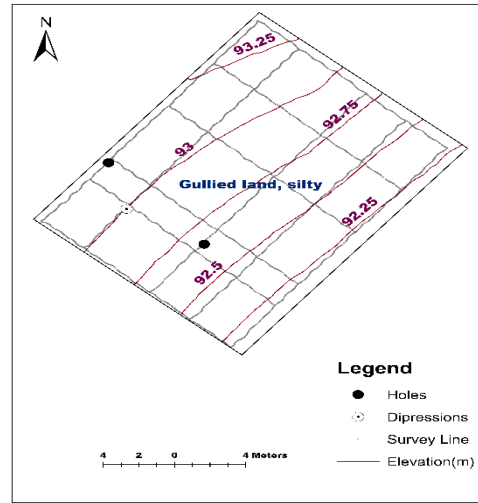 N
93.25
92.75
93
Gullied land, silty
92.25
92.5
Legend
Holes
Dipressions
Survey Line
Elevation(m)
4 2 0 4 Meters